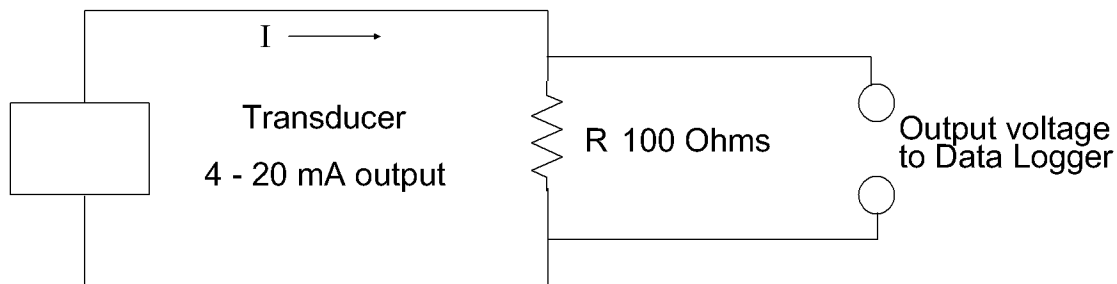 I
Transducer
4 - 20 mA output
R 100 Ohms
Output voltage
to Data Logger